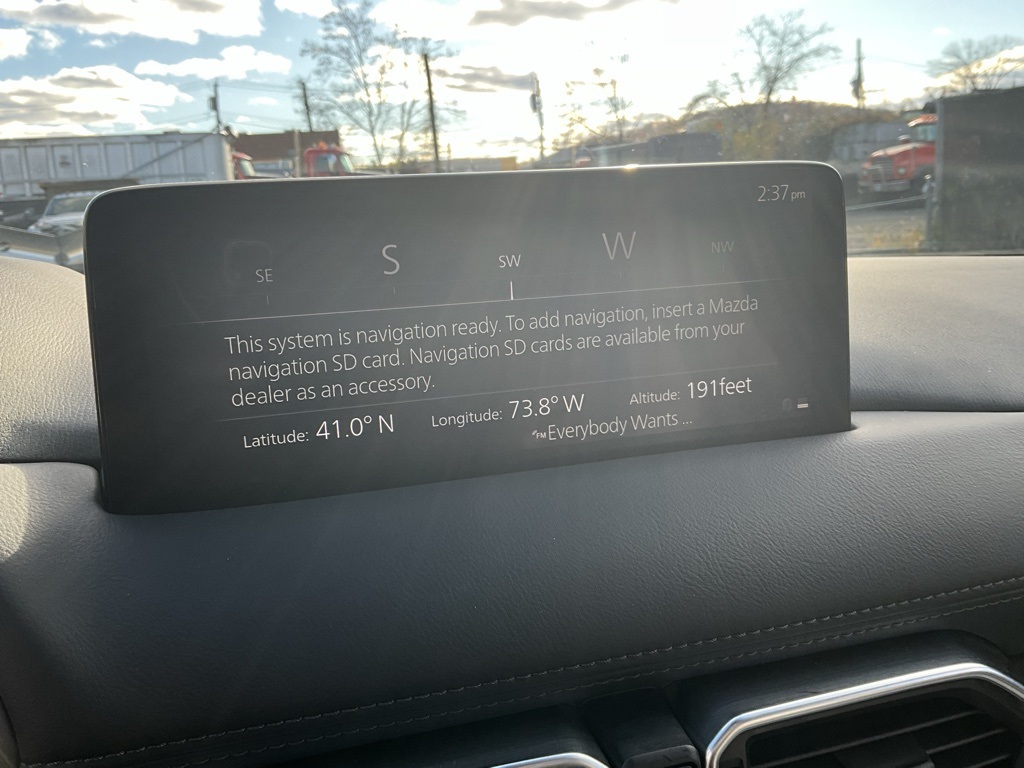 2:37 pm
SE S SW W NW
This system is navigation ready. To add navigation, insert a Mazda
navigation SD card. Navigation SD cards are available from your
dealer as an accessory.
Latitude: 41.0° N Longitude: 73.8° W Altitude: 191feet
FM Everybody Wants ...